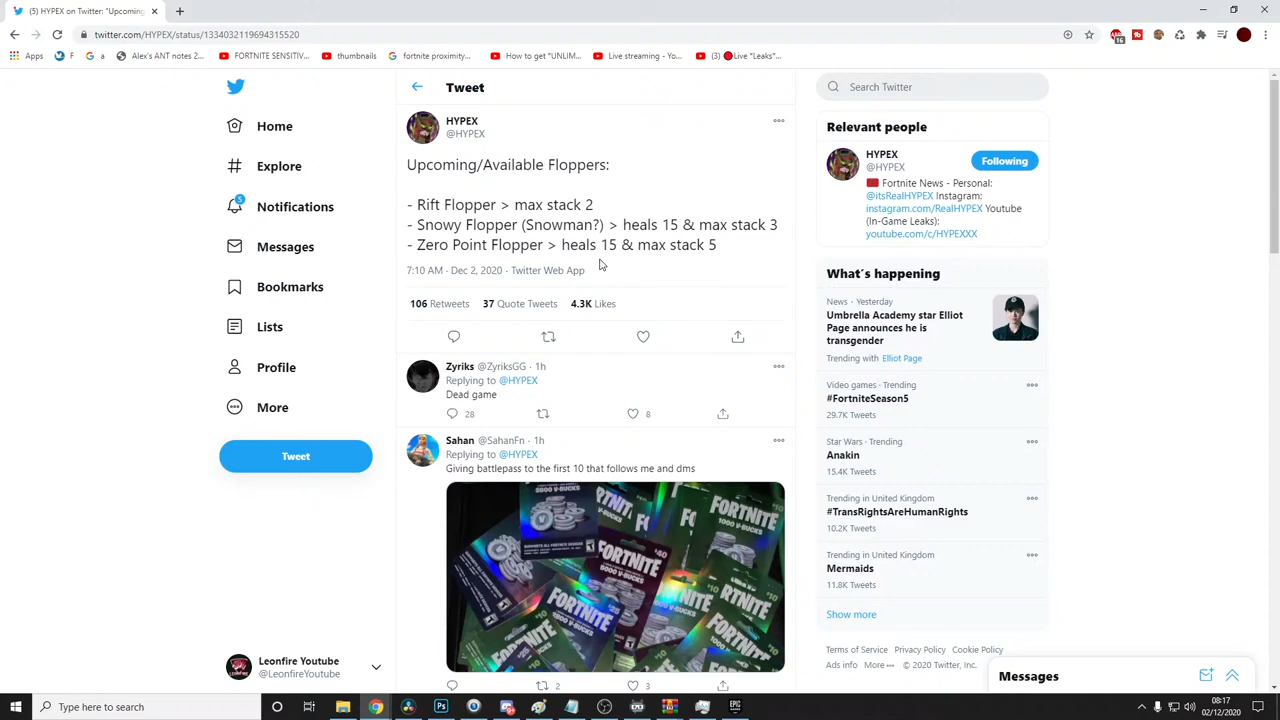 (5) HYPEX on Twitter: "Upcoming
twitter.com/HYPEX/status/1334032119694315520
Apps
F
a
Alex's ANT notes 2...
FORTNITE SENSITIV...
thumbnails
fortnite proximity...
How to get "UNLIM...
Live streaming - Yo...
(3) 🔴Live *Leaks*...
Home
Explore
5
Notifications
Messages
Bookmarks
Lists
Profile
More
Tweet
Leonfire Youtube
@LeonfireYoutube
Tweet
HYPEX
@HYPEX
Upcoming/Available Floppers:
- Rift Flopper > max stack 2
- Snowy Flopper (Snowman?) > heals 15 & max stack 3
- Zero Point Flopper > heals 15 & max stack 5
7:10 AM · Dec 2, 2020 · Twitter Web App
106 Retweets 37 Quote Tweets 4.3K Likes
Zyriks @ZyriksGG · 1h
Replying to @HYPEX
Dead game
28 8
Sahan @SahanFn · 1h
Replying to @HYPEX
Giving battlepass to the first 10 that follows me and dms
FORTNITE
FORTNITE
FORTNITE
FORTNITE
2 3
Search Twitter
Relevant people
HYPEX
@HYPEX
Following
Fortnite News - Personal:
@itsRealHYPEX Instagram:
instagram.com/RealHYPEX Youtube
(In-Game Leaks):
youtube.com/c/HYPEXXX
What's happening
News · Yesterday
Umbrella Academy star Elliot
Page announces he is
transgender
Trending with Elliot Page
Video games · Trending
#FortniteSeason5
29.7K Tweets
Star Wars · Trending
Anakin
15.4K Tweets
Trending in United Kingdom
#TransRightsAreHumanRights
10.2K Tweets
Trending in United Kingdom
Mermaids
11.8K Tweets
Show more
Terms of Service Privacy Policy Cookie Policy
Ads info More © 2020 Twitter, Inc.
Messages
Type here to search
08:17
02/12/2020